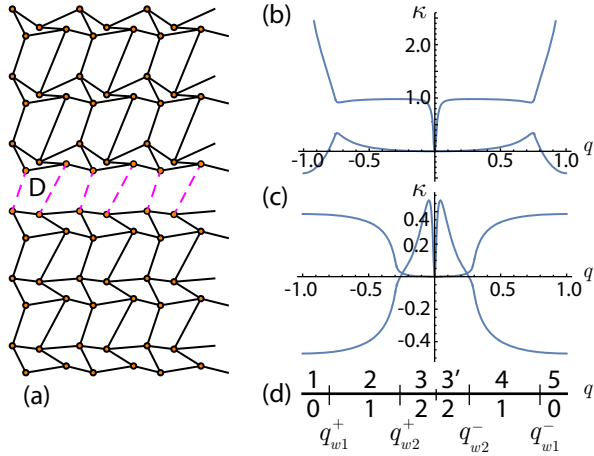 D
(a)
(b)
κ
2.0
1.0
-1.0 -0.5 0.5 1.0 q
(c)
κ
0.4
0.2
-1.0 -0.5 0.5 1.0
-0.2
-0.4
(d) 1 2 3 3′ 4 5 q
0 1 2 2 1 0
q⁺w1 q⁺w2 q⁻w2 q⁻w1